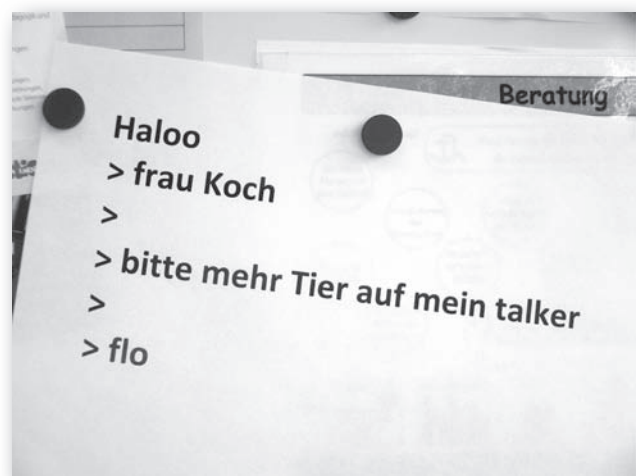 Beratung
Haloo
> frau Koch
>
> bitte mehr Tier auf mein talker
>
> flo